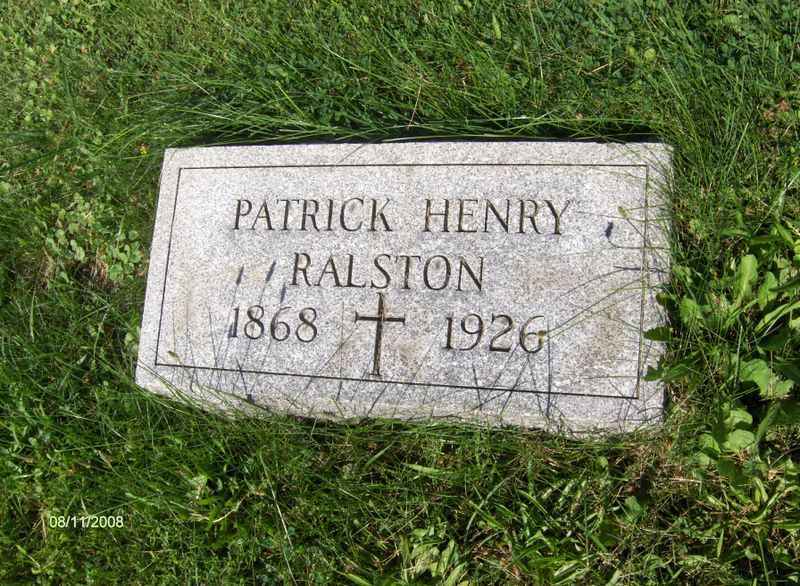 PATRICK HENRY
RALSTON
1868 1926
08/11/2008